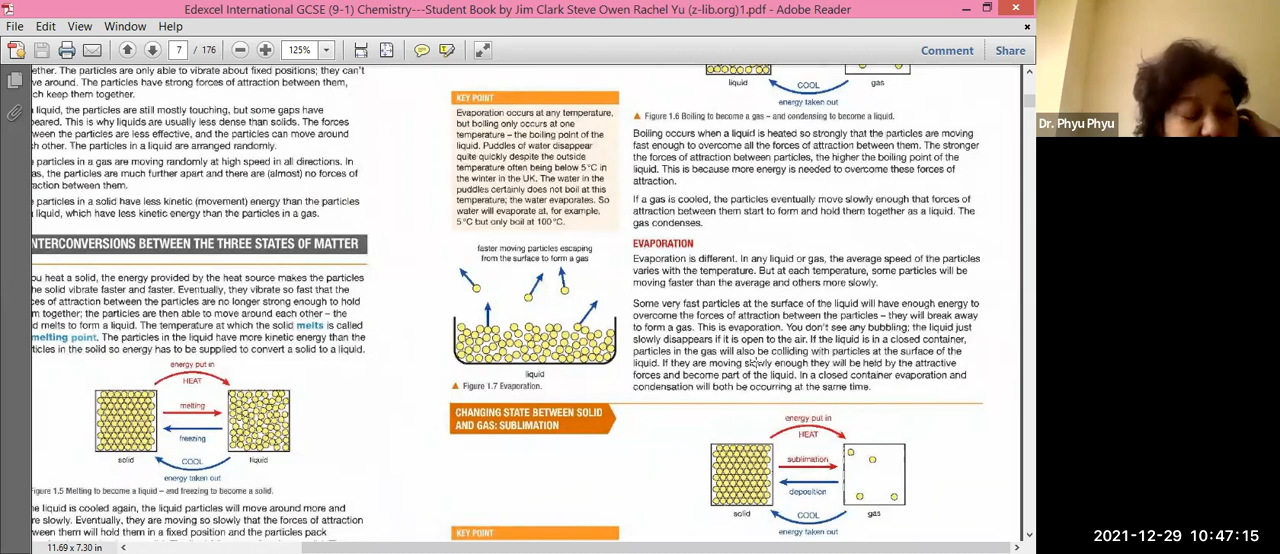 Edexcel International GCSE (9-1) Chemistry---Student Book by Jim Clark Steve Owen Rachel Yu (z-lib.org)1.pdf - Adobe Reader
File Edit View Window Help
7 / 176
125%
Comment Share
ether. The particles are only able to vibrate about fixed positions; they can't
ve around. The particles have strong forces of attraction between them,
ch keep them together.
liquid, the particles are still mostly touching, but some gaps have
peared. This is why liquids are usually less dense than solids. The forces
ween the particles are less effective, and the particles can move around
ch other. The particles in a liquid are arranged randomly.
particles in a gas are moving randomly at high speed in all directions. In
as, the particles are much further apart and there are (almost) no forces of
action between them.
particles in a solid have less kinetic (movement) energy than the particles
liquid, which have less kinetic energy than the particles in a gas.
NTERCONVERSIONS BETWEEN THE THREE STATES OF MATTER
ou heat a solid, the energy provided by the heat source makes the particles
he solid vibrate faster and faster. Eventually, they vibrate so fast that the
ces of attraction between the particles are no longer strong enough to hold
m together; the particles are then able to move around each other – the
d melts to form a liquid. The temperature at which the solid melts is called
melting point. The particles in the liquid have more kinetic energy than the
ticles in the solid so energy has to be supplied to convert a solid to a liquid.
energy put in
HEAT
melting
freezing
solid
COOL
liquid
energy taken out
Figure 1.5 Melting to become a liquid – and freezing to become a solid.
he liquid is cooled again, the liquid particles will move around more and
re slowly. Eventually, they are moving so slowly that the forces of attraction
ween them will hold them in a fixed position and the particles pack
KEY POINT
Evaporation occurs at any temperature,
but boiling only occurs at one
temperature – the boiling point of the
liquid. Puddles of water disappear
quite quickly despite the outside
temperature often being below 5 °C in
the winter in the UK. The water in the
puddles certainly does not boil at this
temperature; the water evaporates. So
water will evaporate at, for example,
5 °C but only boil at 100 °C.
faster moving particles escaping
from the surface to form a gas
liquid
Figure 1.7 Evaporation.
liquid
COOL
gas
energy taken out
Figure 1.6 Boiling to become a gas – and condensing to become a liquid.
Boiling occurs when a liquid is heated so strongly that the particles are moving
fast enough to overcome all the forces of attraction between them. The stronger
the forces of attraction between particles, the higher the boiling point of the
liquid. This is because more energy is needed to overcome these forces of
attraction.
If a gas is cooled, the particles eventually move slowly enough that forces of
attraction between them start to form and hold them together as a liquid. The
gas condenses.
EVAPORATION
Evaporation is different. In any liquid or gas, the average speed of the particles
varies with the temperature. But at each temperature, some particles will be
moving faster than the average and others more slowly.
Some very fast particles at the surface of the liquid will have enough energy to
overcome the forces of attraction between the particles – they will break away
to form a gas. This is evaporation. You don't see any bubbling; the liquid just
slowly disappears if it is open to the air. If the liquid is in a closed container,
particles in the gas will also be colliding with particles at the surface of the
liquid. If they are moving slowly enough they will be held by the attractive
forces and become part of the liquid. In a closed container evaporation and
condensation will both be occurring at the same time.
CHANGING STATE BETWEEN SOLID
AND GAS: SUBLIMATION
energy put in
HEAT
sublimation
deposition
solid
COOL
gas
energy taken out
KEY POINT
11.69 x 7.30 in
Dr. Phyu Phyu
2021-12-29 10:47:15